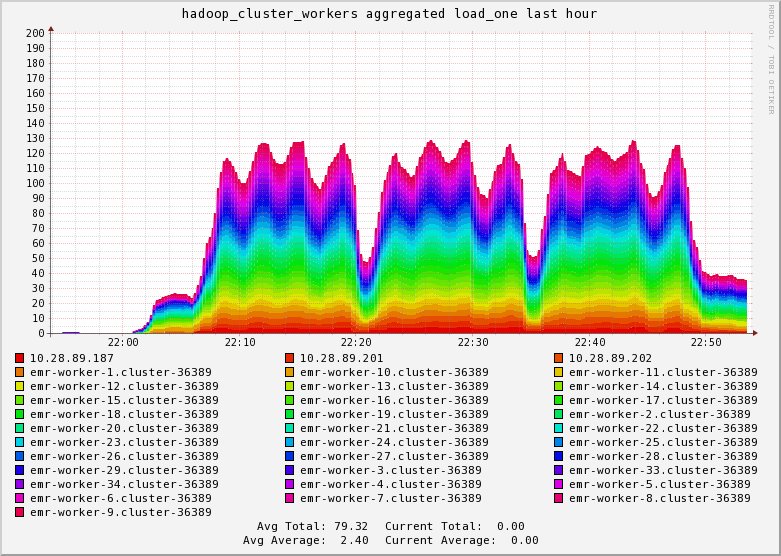 hadoop_cluster_workers aggregated load_one last hour
RRDTOOL / TOBI OETIKER
200
190
180
170
160
150
140
130
120
110
100
90
80
70
60
50
40
30
20
10
0
22:00 22:10 22:20 22:30 22:40 22:50
10.28.89.187 10.28.89.201 10.28.89.202
emr-worker-1.cluster-36389 emr-worker-10.cluster-36389 emr-worker-11.cluster-36389
emr-worker-12.cluster-36389 emr-worker-13.cluster-36389 emr-worker-14.cluster-36389
emr-worker-15.cluster-36389 emr-worker-16.cluster-36389 emr-worker-17.cluster-36389
emr-worker-18.cluster-36389 emr-worker-19.cluster-36389 emr-worker-2.cluster-36389
emr-worker-20.cluster-36389 emr-worker-21.cluster-36389 emr-worker-22.cluster-36389
emr-worker-23.cluster-36389 emr-worker-24.cluster-36389 emr-worker-25.cluster-36389
emr-worker-26.cluster-36389 emr-worker-27.cluster-36389 emr-worker-28.cluster-36389
emr-worker-29.cluster-36389 emr-worker-3.cluster-36389 emr-worker-33.cluster-36389
emr-worker-34.cluster-36389 emr-worker-4.cluster-36389 emr-worker-5.cluster-36389
emr-worker-6.cluster-36389 emr-worker-7.cluster-36389 emr-worker-8.cluster-36389
emr-worker-9.cluster-36389
Avg Total: 79.32 Current Total: 0.00
Avg Average: 2.40 Current Average: 0.00